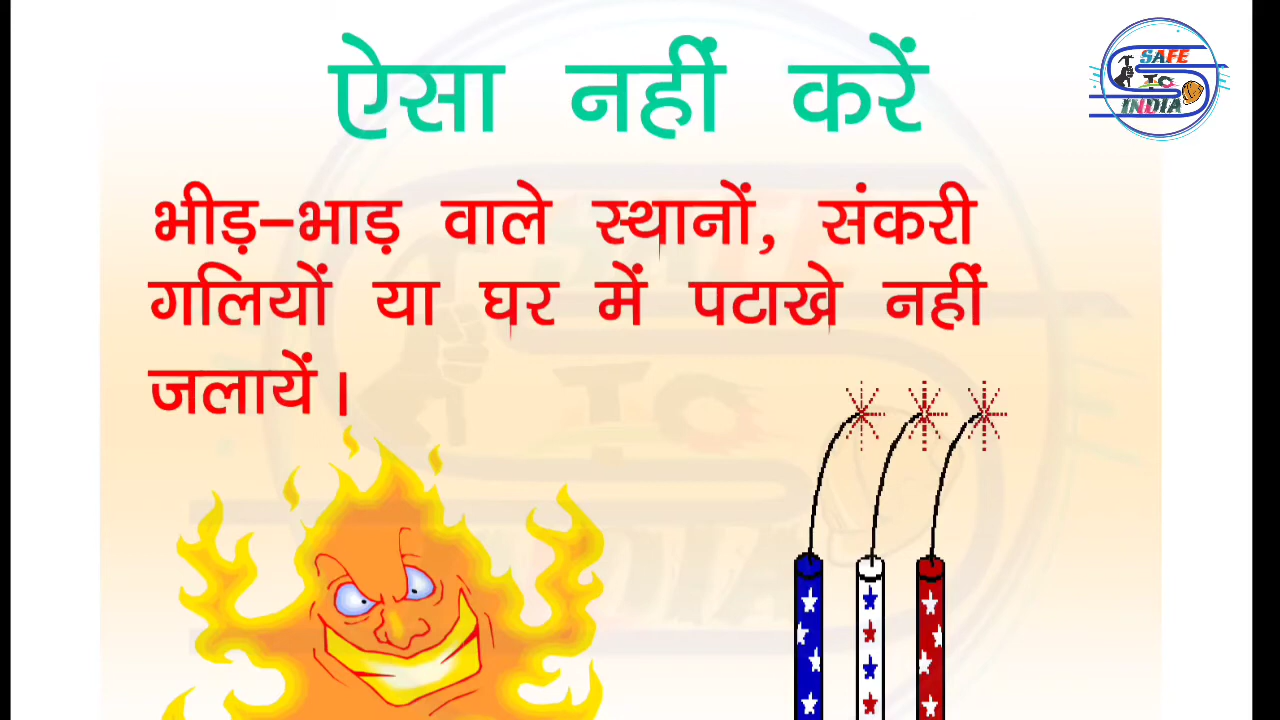 ऐसा नहीं करें
SAFE
TO
INDIA
भीड़-भाड़ वाले स्थानों, संकरी
गलियों या घर में पटाखे नहीं
जलायें।